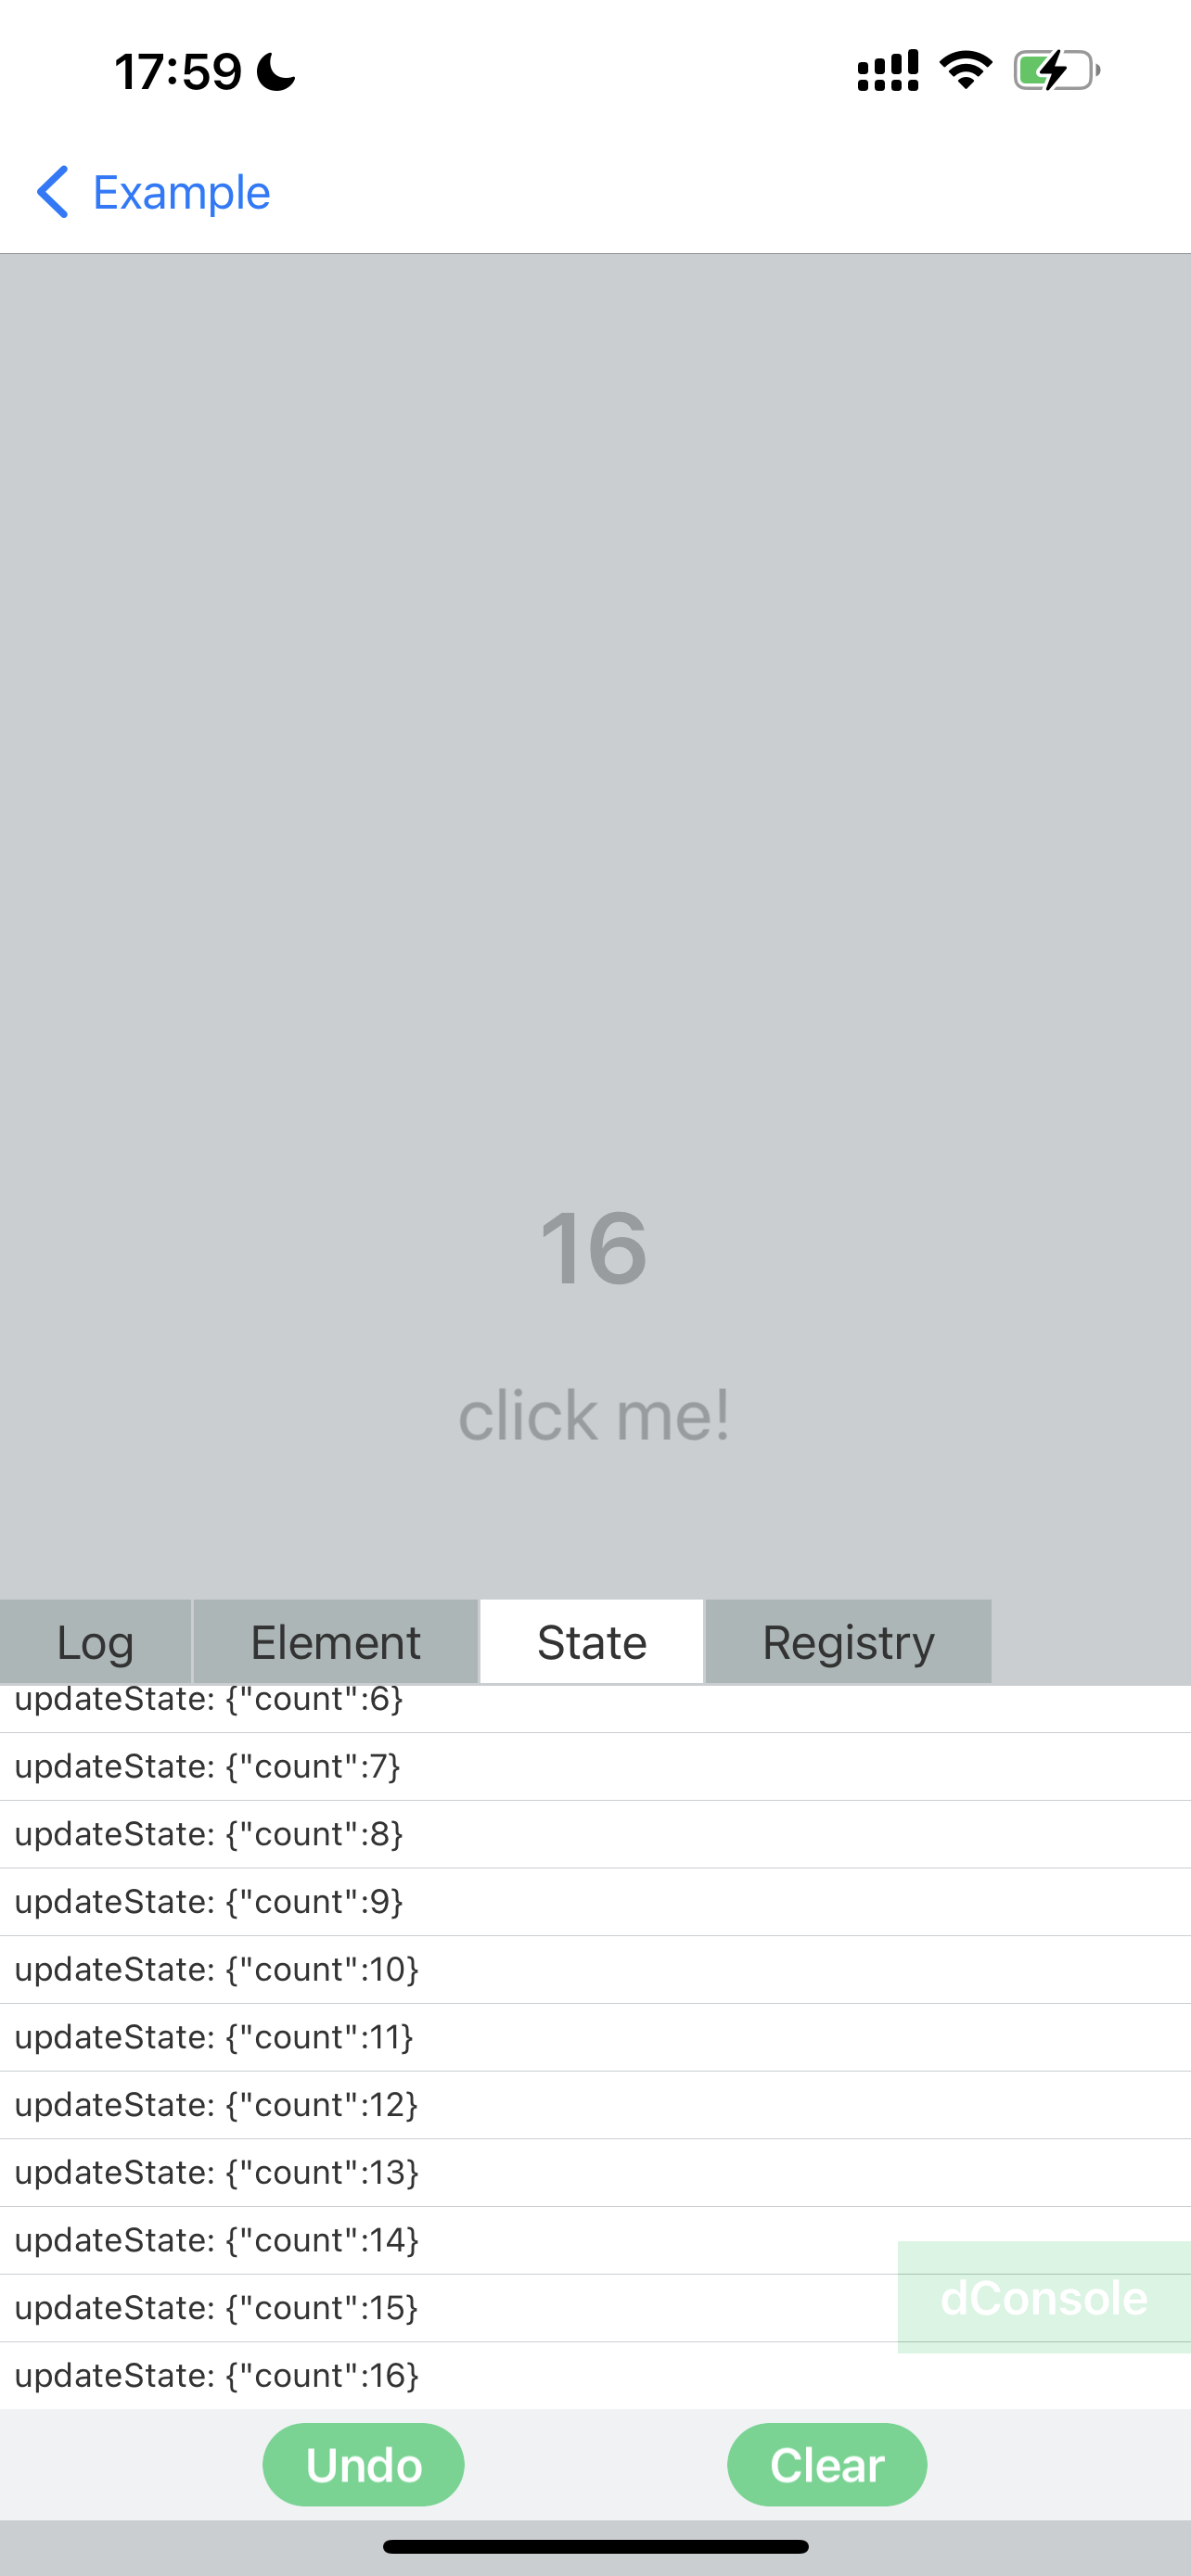 17:59
Example
16
click me!
Log Element State Registry
updateState: {"count":6}
updateState: {"count":7}
updateState: {"count":8}
updateState: {"count":9}
updateState: {"count":10}
updateState: {"count":11}
updateState: {"count":12}
updateState: {"count":13}
updateState: {"count":14}
dConsole
updateState: {"count":15}
updateState: {"count":16}
Undo Clear